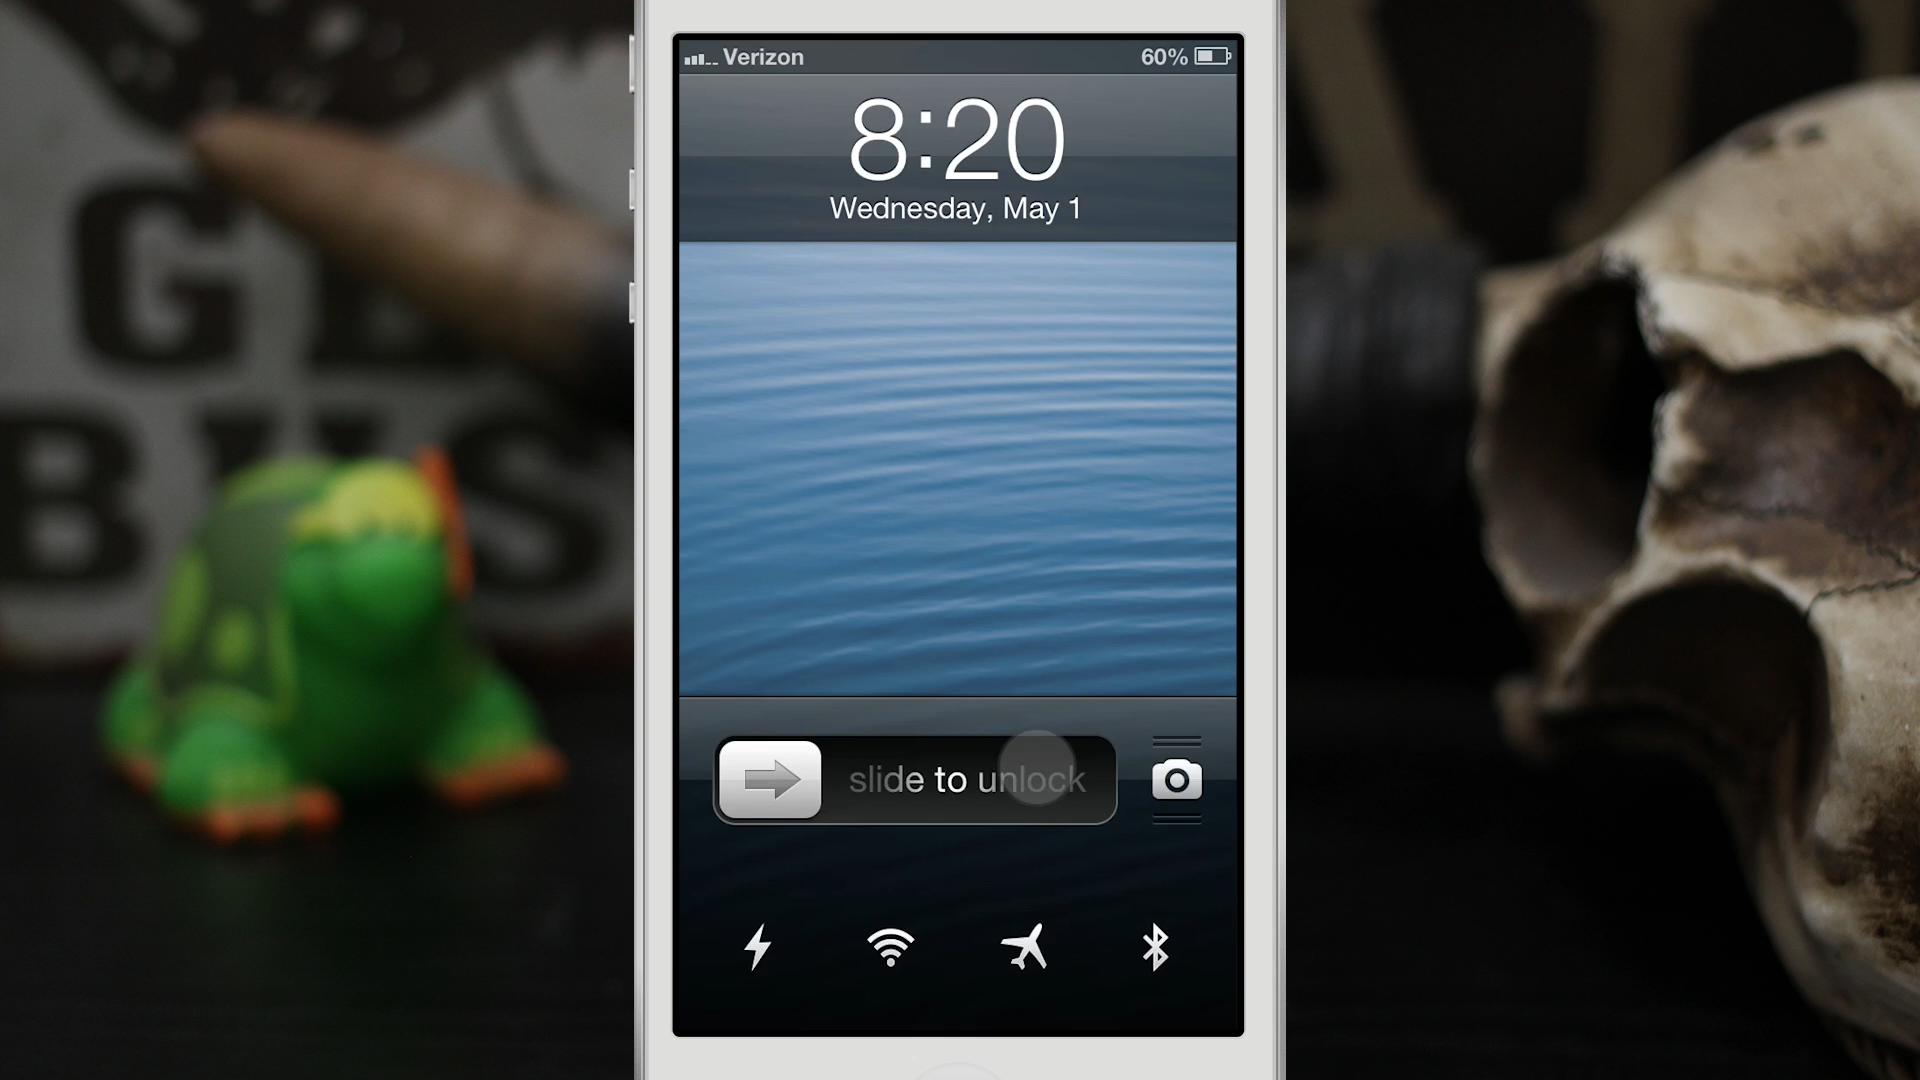 Verizon
60%
8:20
Wednesday, May 1
slide to unlock